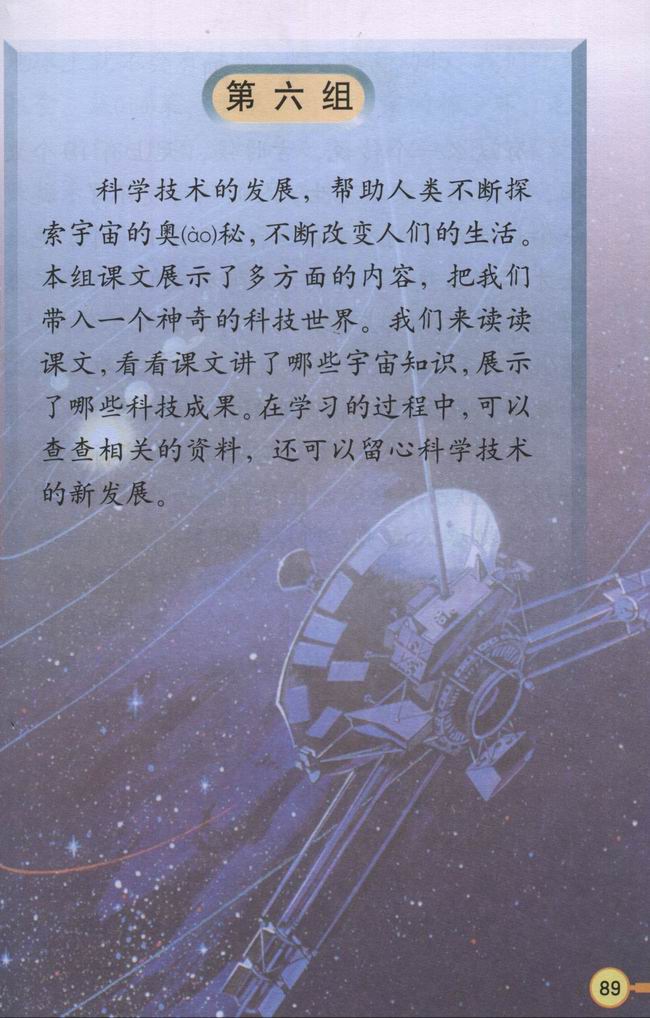 第六组
科学技术的发展，帮助人类不断探
索宇宙的奥(ào)秘，不断改变人们的生活。
本组课文展示了多方面的内容，把我们
带入一个神奇的科技世界。我们来读读
课文，看看课文讲了哪些宇宙知识，展示
了哪些科技成果。在学习的过程中，可以
查查相关的资料，还可以留心科学技术
的新发展。
89